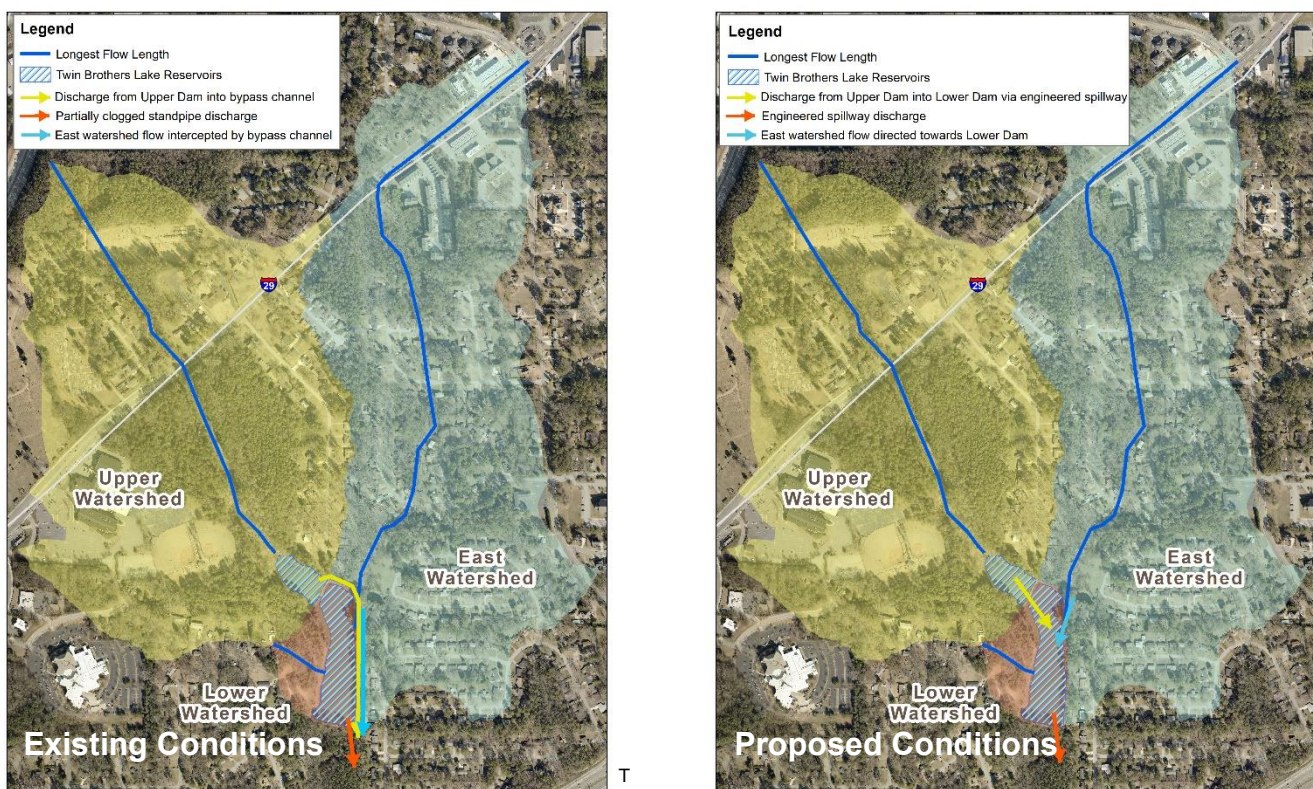 Legend
Longest Flow Length
Twin Brothers Lake Reservoirs
Discharge from Upper Dam into bypass channel
Partially clogged standpipe discharge
East watershed flow intercepted by bypass channel
29
Upper
Watershed
East
Watershed
Lower
Watershed
Existing Conditions
T
Legend
Longest Flow Length
Twin Brothers Lake Reservoirs
Discharge from Upper Dam into Lower Dam via engineered spillway
Engineered spillway discharge
East watershed flow directed towards Lower Dam
29
Upper
Watershed
East
Watershed
Lower
Watershed
Proposed Conditions